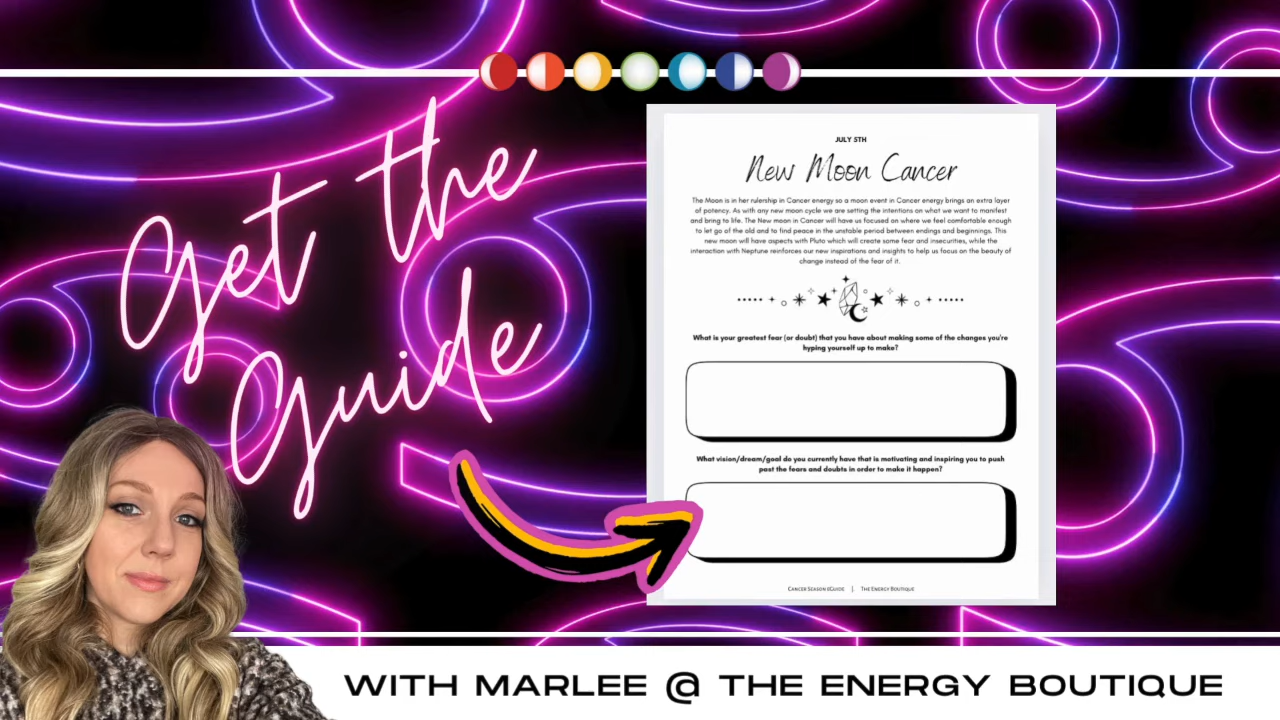 Get the
Guide
JULY 5TH
New Moon Cancer
The Moon is in her rulership in Cancer energy so a moon event in Cancer energy brings an extra layer
of potency. As with any new moon cycle we are setting the intentions on what we want to manifest
and bring to life. The New moon in Cancer will have us focused on where we feel comfortable enough
to let go of the old and to find peace in the unstable period between endings and beginnings. This
new moon will have aspects with Pluto which will create some fear and insecurities, while the
interaction with Neptune reinforces our new inspirations and insights to help us focus on the beauty of
change instead of the fear of it.
What is your greatest fear (or doubt) that you have about making some of the changes you're
hyping yourself up to make?
What vision/dream/goal do you currently have that is motivating and inspiring you to push
past the fears and doubts in order to make it happen?
Cancer Season eGuide | The Energy Boutique
WITH MARLEE @ THE ENERGY BOUTIQUE